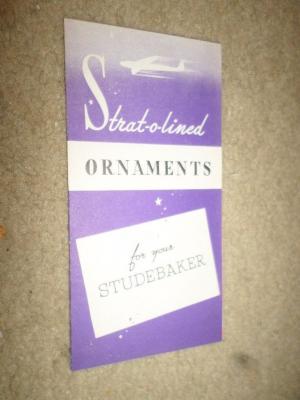 Strat-o-lined
ORNAMENTS
for your
STUDEBAKER